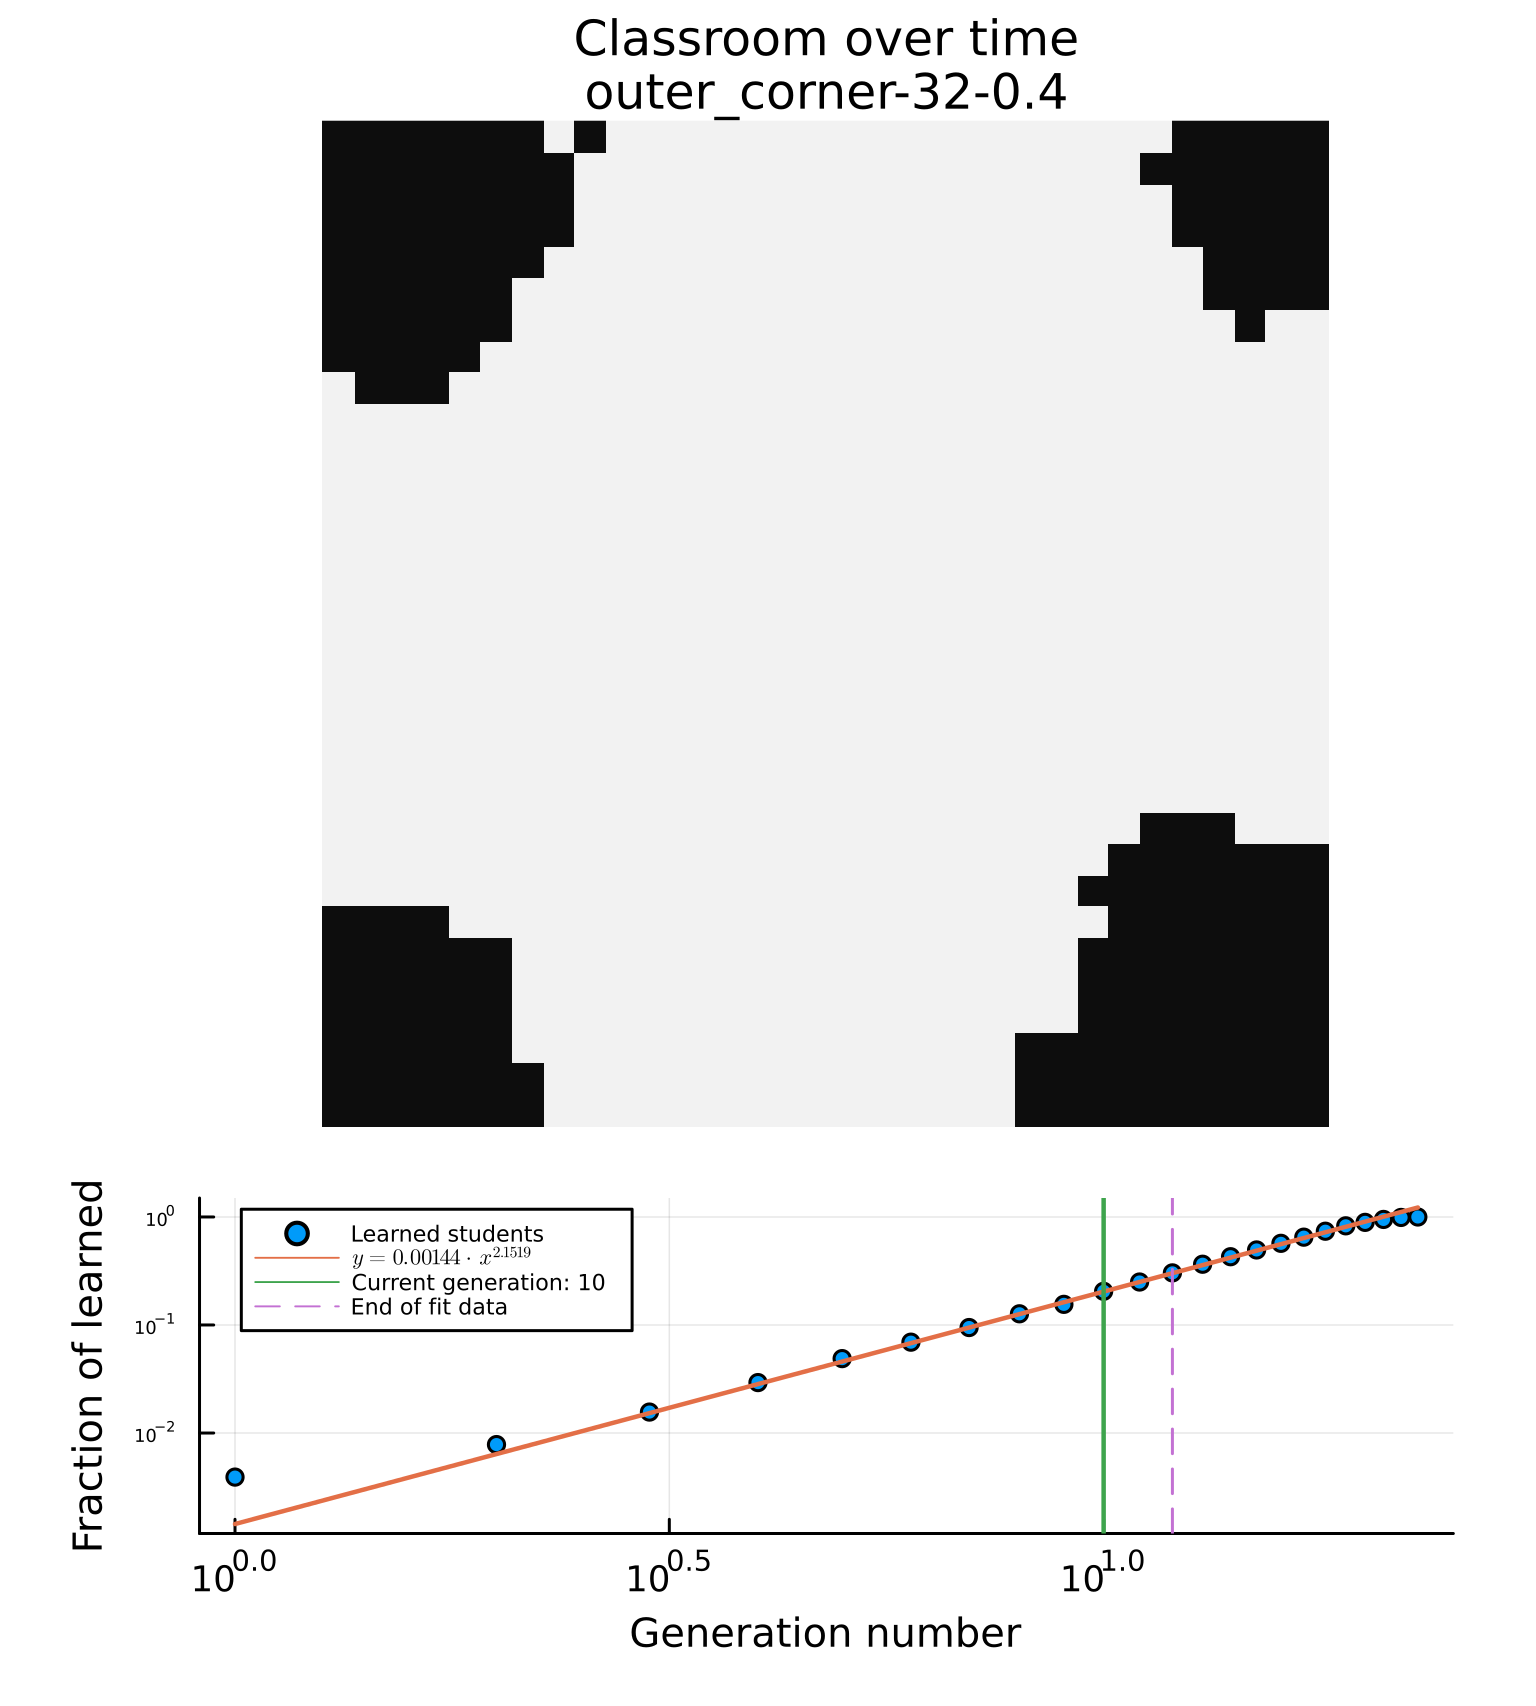 Classroom over time
outer_corner-32-0.4
Fraction of learned
10⁰
10⁻¹
10⁻²
Learned students
y = 0.00144 · x^2.1519
Current generation: 10
End of fit data
10^0.0
10^0.5
10^1.0
Generation number